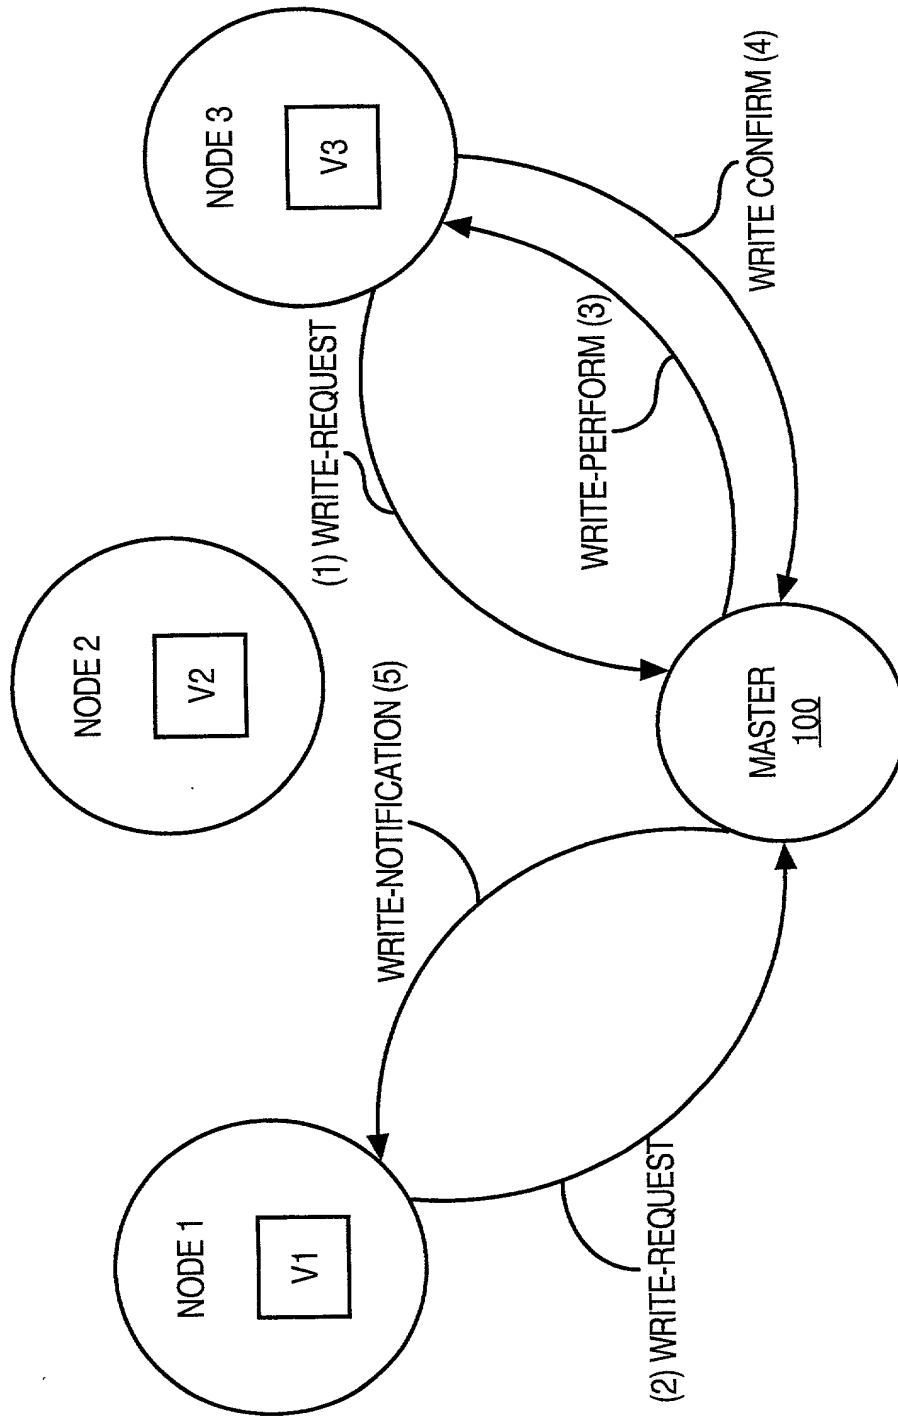 NODE 1
V1
NODE 2
V2
NODE 3
V3
(1) WRITE-REQUEST
WRITE-NOTIFICATION (5)
WRITE-PERFORM (3)
WRITE CONFIRM (4)
(2) WRITE-REQUEST
MASTER
100